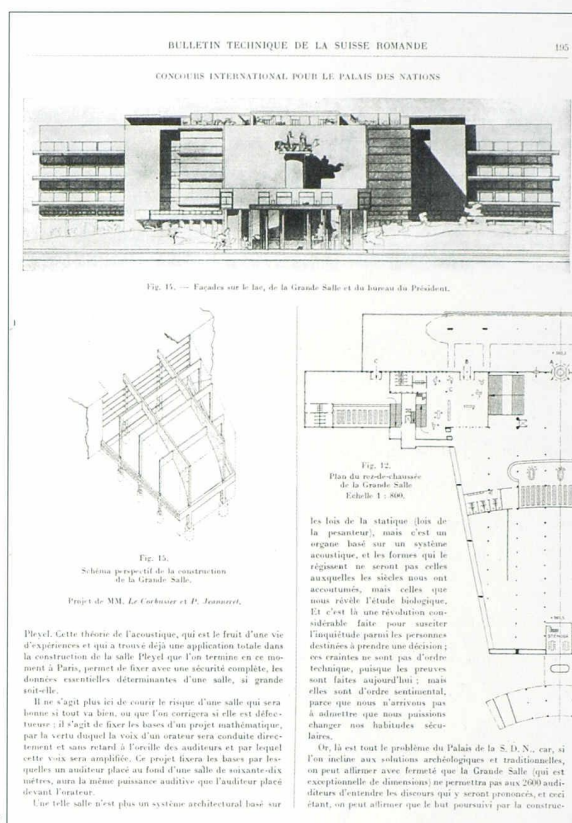 BULLETIN TECHNIQUE DE LA SUISSE ROMANDE 195
CONCOURS INTERNATIONAL POUR LE PALAIS DES NATIONS
Fig. 14. — Façades sur le lac, de la Grande Salle et du bureau du Président.
Fig. 12.
Plan du rez-de-chaussée
de la Grande Salle
Echelle 1 : 800.
Fig. 15.
Schéma perspectif de la construction
de la Grande Salle.
Projet de MM. Le Corbusier et P. Jeanneret.
Pleyel. Cette théorie de l'acoustique, qui est le fruit d'une vie
d'expériences et qui a trouvé déjà une application totale dans
la construction de la salle Pleyel que l'on termine en ce mo-
ment à Paris, permet de fixer avec une sécurité complète, les
données essentielles déterminantes d'une salle, si grande
soit-elle.
Il ne s'agit plus ici de courir le risque d'une salle qui sera
bonne si tout va bien, ou que l'on corrigera si elle est défec-
tueuse ; il s'agit de fixer les bases d'un projet mathématique,
par la vertu duquel la voix d'un orateur sera conduite direc-
tement et sans retard à l'oreille des auditeurs et par lequel
cette voix sera amplifiée. Ce projet fixera les bases par les-
quelles un auditeur placé au fond d'une salle de soixante-dix
mètres, aura la même puissance auditive que l'auditeur placé
devant l'orateur.
Une telle salle n'est plus un système architectural basé sur
les lois de la statique (lois de
la pesanteur), mais c'est un
organe basé sur un système
acoustique, et les formes qui le
régissent ne seront pas celles
auxquelles les siècles nous ont
accoutumés, mais celles que
nous révèle l'étude biologique.
Et c'est là une révolution con-
sidérable faite pour susciter
l'inquiétude parmi les personnes
destinées à prendre une décision ;
ces craintes ne sont pas d'ordre
technique, puisque les preuves
sont faites aujourd'hui ; mais
elles sont d'ordre sentimental,
parce que nous n'arrivons pas
à admettre que nous puissions
changer nos habitudes sécu-
laires.
Or, là est tout le problème du Palais de la S. D. N., car, si
l'on incline aux solutions archéologiques et traditionnelles,
on peut affirmer avec fermeté que la Grande Salle (qui est
exceptionnelle de dimensions) ne permettra pas aux 2600 audi-
diteurs d'entendre les discours qui y seront prononcés, et ceci
étant, on peut affirmer que le but poursuivi par la construc-